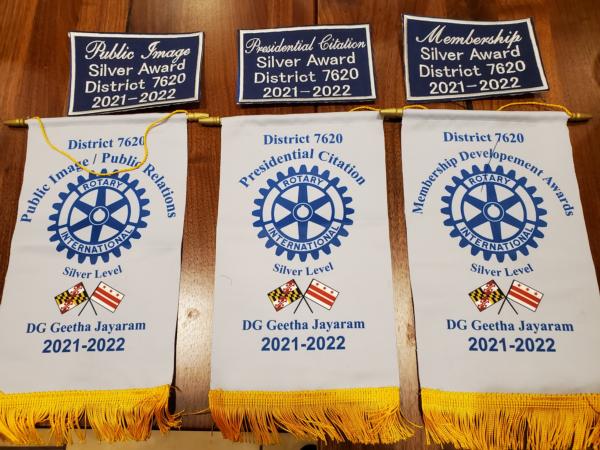 Public Image
Silver Award
District 7620
2021-2022
Presidential Citation
Silver Award
District 7620
2021-2022
Membership
Silver Award
District 7620
2021-2022
District 7620
Public Image / Public Relations
ROTARY
INTERNATIONAL
Silver Level
DG Geetha Jayaram
2021-2022
District 7620
Presidential Citation
ROTARY
INTERNATIONAL
Silver Level
DG Geetha Jayaram
2021-2022
District 7620
Membership Developement Awards
ROTARY
INTERNATIONAL
Silver Level
DG Geetha Jayaram
2021-2022